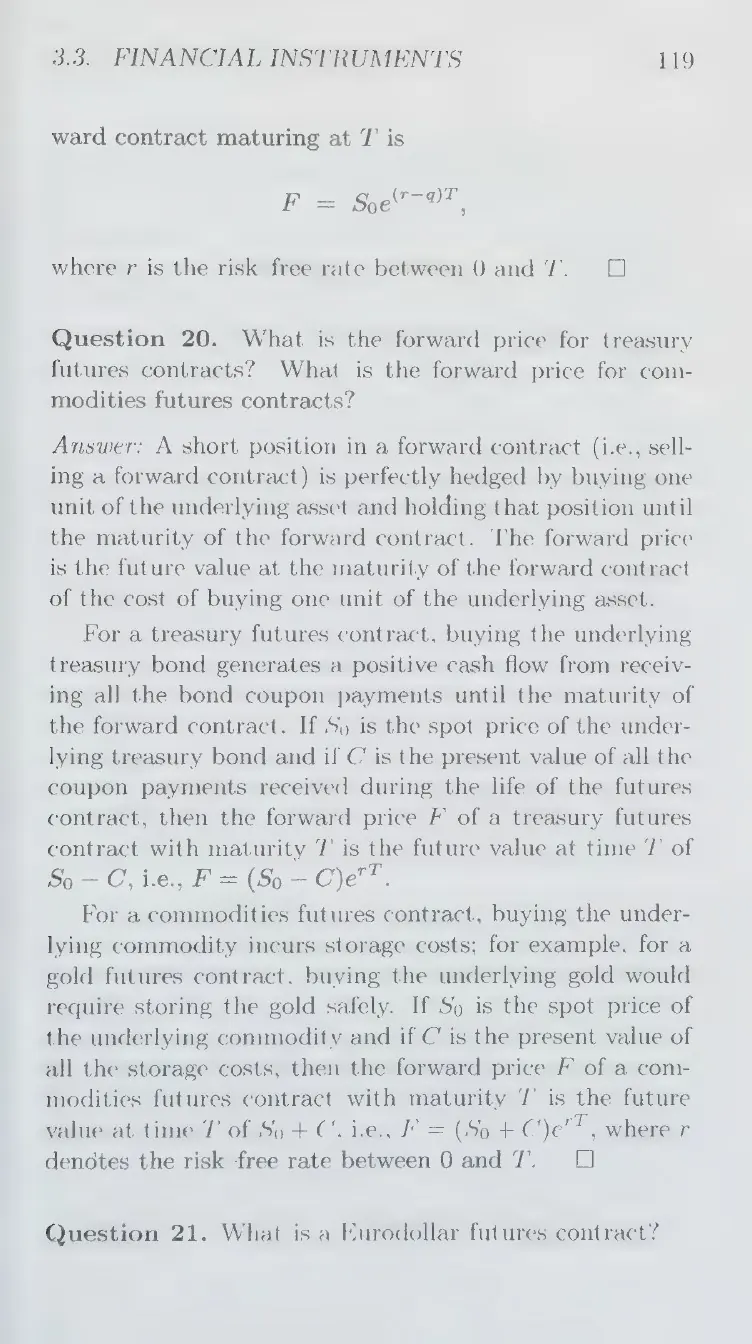 3.3. FINANCIAL INSTRUMENTS 119
ward contract maturing at T is
F = S₀e^{(r−q)T},
where r is the risk free rate between 0 and T. □
Question 20. What is the forward price for treasury
futures contracts? What is the forward price for com-
modities futures contracts?
Answer: A short position in a forward contract (i.e., sell-
ing a forward contract) is perfectly hedged by buying one
unit of the underlying asset and holding that position until
the maturity of the forward contract. The forward price
is the future value at the maturity of the forward contract
of the cost of buying one unit of the underlying asset.
For a treasury futures contract, buying the underlying
treasury bond generates a positive cash flow from receiv-
ing all the bond coupon payments until the maturity of
the forward contract. If S₀ is the spot price of the under-
lying treasury bond and if C is the present value of all the
coupon payments received during the life of the futures
contract, then the forward price F of a treasury futures
contract with maturity T is the future value at time T of
S₀ − C, i.e., F = (S₀ − C)e^{rT}.
For a commodities futures contract, buying the under-
lying commodity incurs storage costs; for example, for a
gold futures contract, buying the underlying gold would
require storing the gold safely. If S₀ is the spot price of
the underlying commodity and if C is the present value of
all the storage costs, then the forward price F of a com-
modities futures contract with maturity T is the future
value at time T of S₀ + C, i.e., F = (S₀ + C)e^{rT}, where r
denotes the risk free rate between 0 and T. □
Question 21. What is a Eurodollar futures contract?